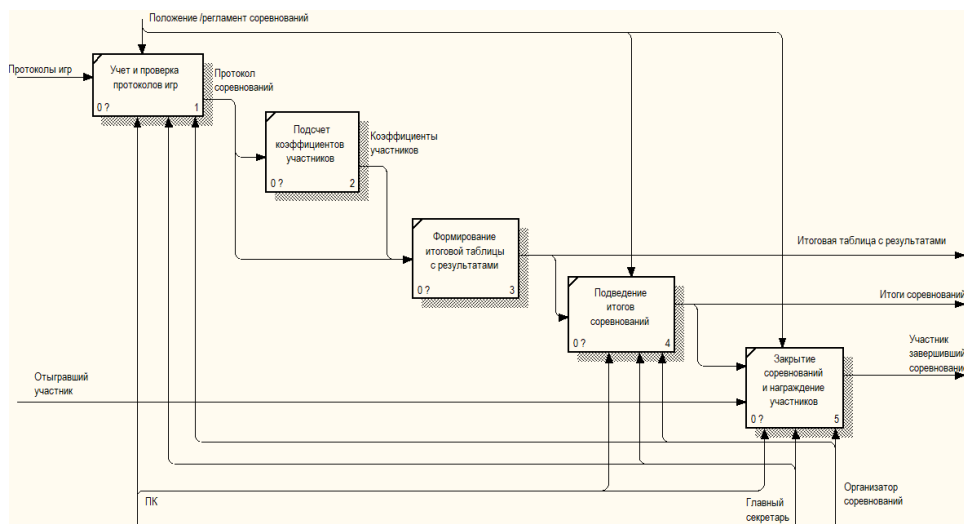 Положение /регламент соревнований
Протоколы игр
Учет и проверка
протоколов игр
0 ?
1
Протокол
соревнований
Подсчет
коэффициентов
участников
0 ?
2
Коэффициенты
участников
Формирование
итоговой таблицы
с результатами
0 ?
3
Итоговая таблица с результатами
Подведение
итогов
соревнований
0 ?
4
Итоги соревнований
Участник
завершивший
соревнование
Закрытие
соревнований
и награждение
участников
0 ?
5
Отыгравший
участник
ПК
Главный
секретарь
Организатор
соревнований